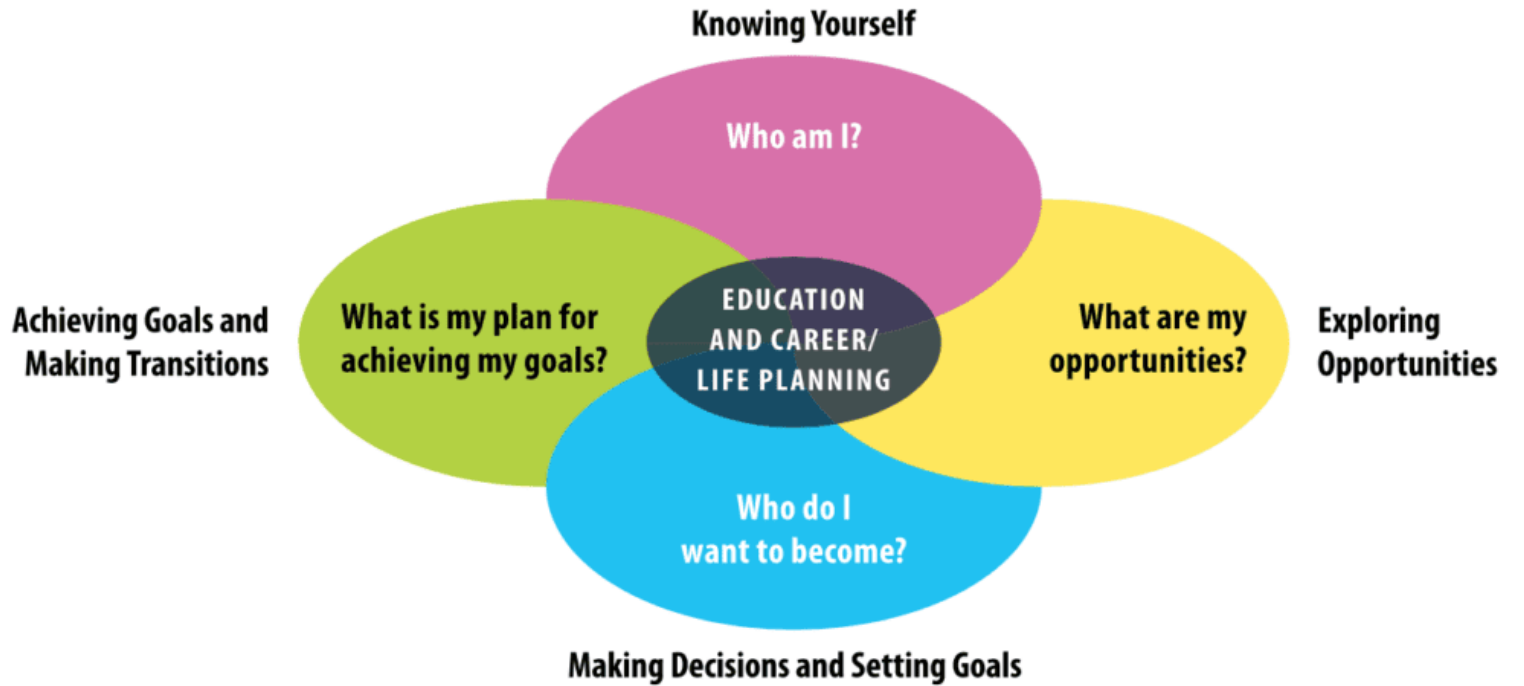 Knowing Yourself
Who am I?
Achieving Goals and
Making Transitions
What is my plan for
achieving my goals?
EDUCATION
AND CAREER/
LIFE PLANNING
What are my
opportunities?
Exploring
Opportunities
Who do I
want to become?
Making Decisions and Setting Goals